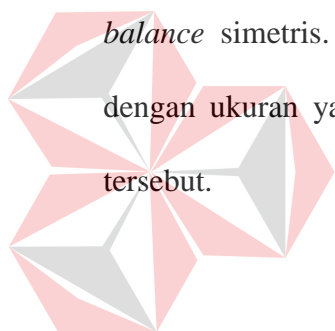 balance simetris.
dengan ukuran ya
tersebut.